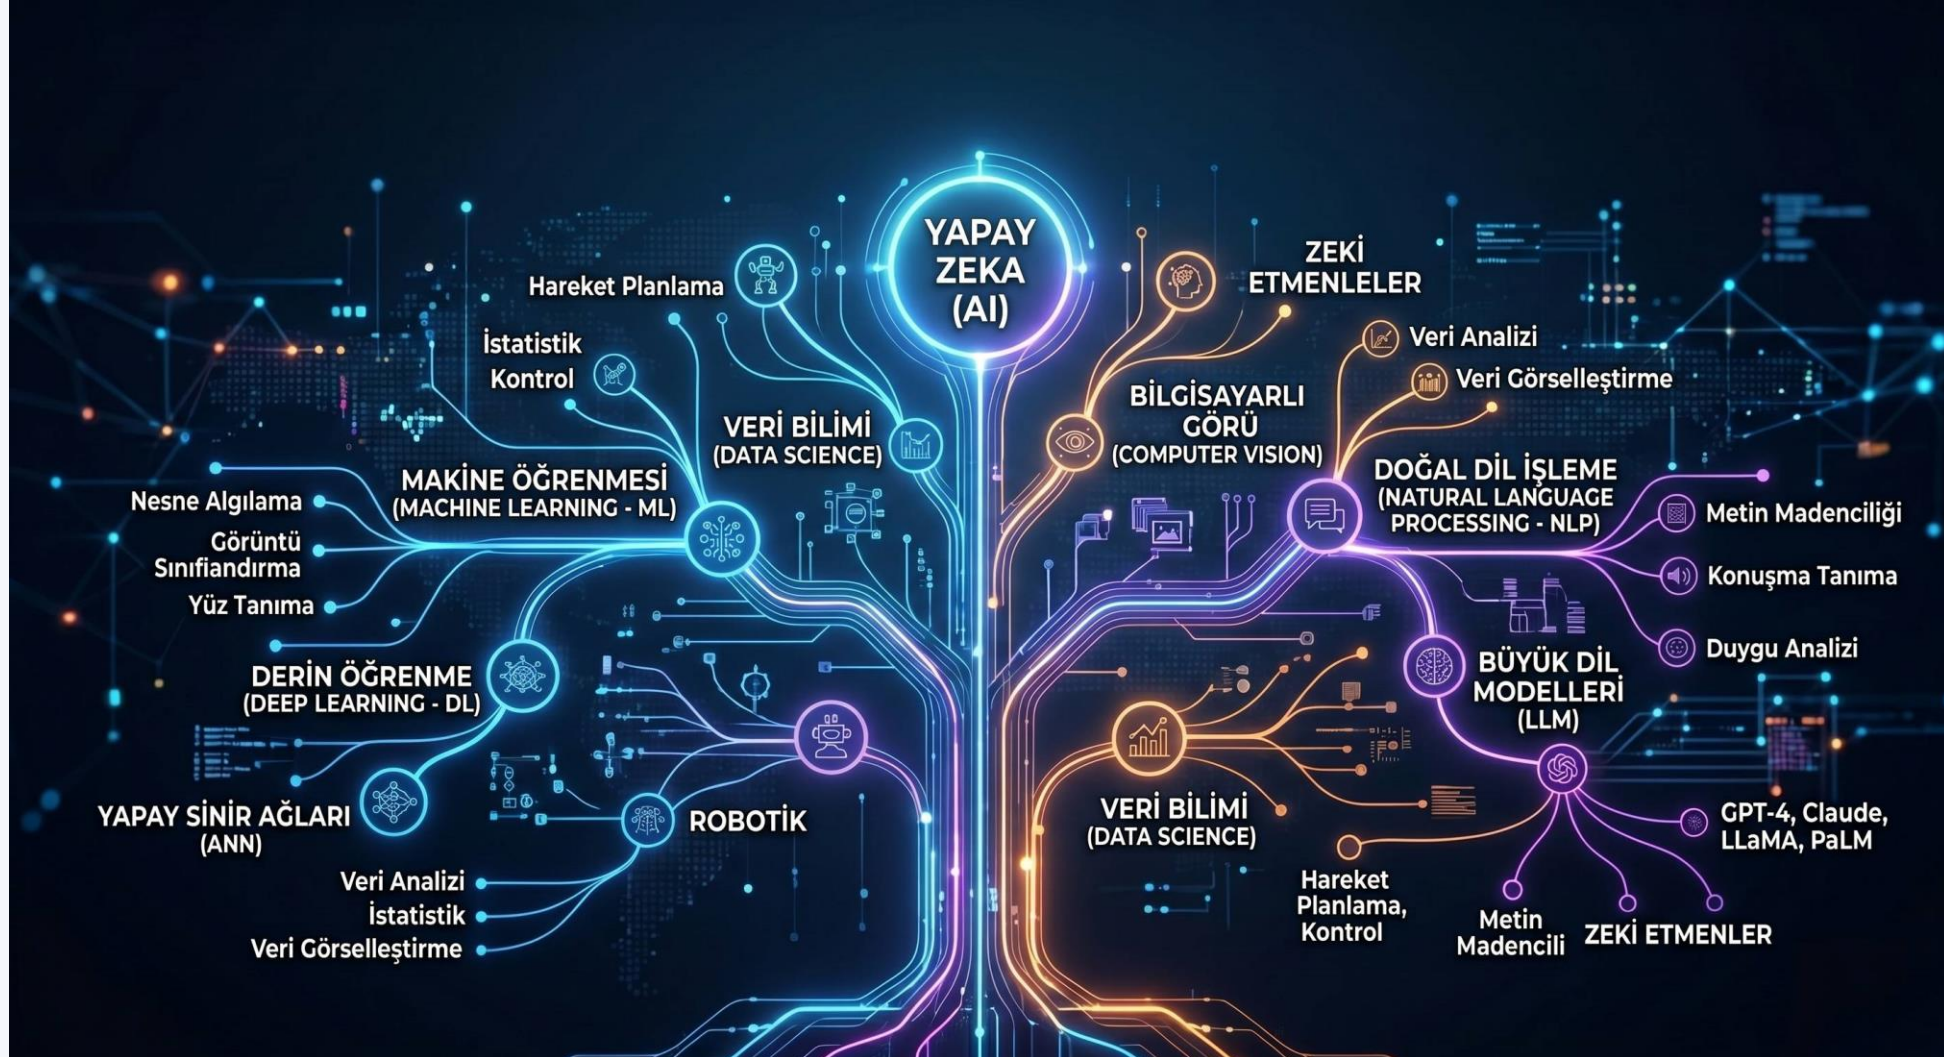 YAPAY
ZEKA
(AI)
Hareket Planlama
İstatistik
Kontrol
VERİ BİLİMİ
(DATA SCIENCE)
MAKİNE ÖĞRENMESİ
(MACHINE LEARNING - ML)
Nesne Algılama
Görüntü
Sınıfiandırma
Yüz Tanıma
DERİN ÖĞRENME
(DEEP LEARNING - DL)
YAPAY SİNİR AĞLARI
(ANN)
ROBOTİK
Veri Analizi
İstatistik
Veri Görselleştirme
ZEKİ
ETMENLELER
Veri Analizi
Veri Görselleştirme
BİLGİSAYARLI
GÖRÜ
(COMPUTER VISION)
DOĞAL DİL İŞLEME
(NATURAL LANGUAGE
PROCESSING - NLP)
Metin Madenciliği
Konuşma Tanıma
Duygu Analizi
BÜYÜK DİL
MODELLERİ
(LLM)
VERİ BİLİMİ
(DATA SCIENCE)
GPT-4, Claude,
LLaMA, PaLM
Hareket
Planlama,
Kontrol
Metin
Madencili
ZEKİ ETMENLER